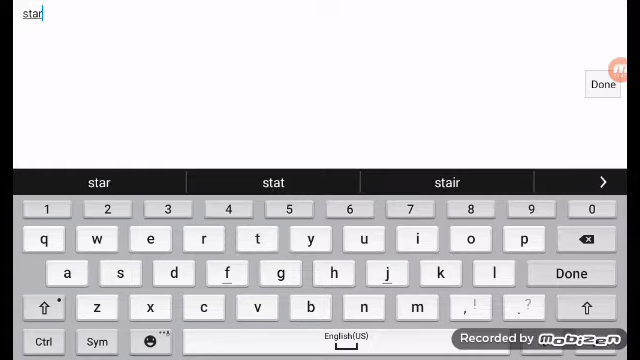 star
Done
star stat stair >
1 2 3 4 5 6 7 8 9 0
q w e r t y u i o p
a s d f g h j k l Done
z x c v b n m , ! . ?
Ctrl Sym English(US)
Recorded by mobizen